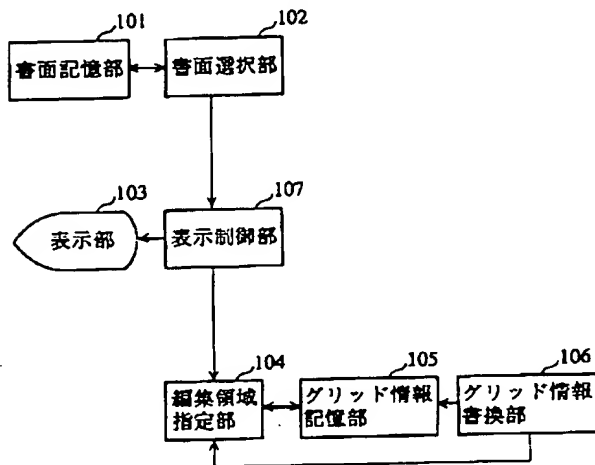 101
102
書面記憶部
書面選択部
103
107
表示部
表示制御部
104
105
106
編集領域
指定部
グリッド情報
記憶部
グリッド情報
書換部